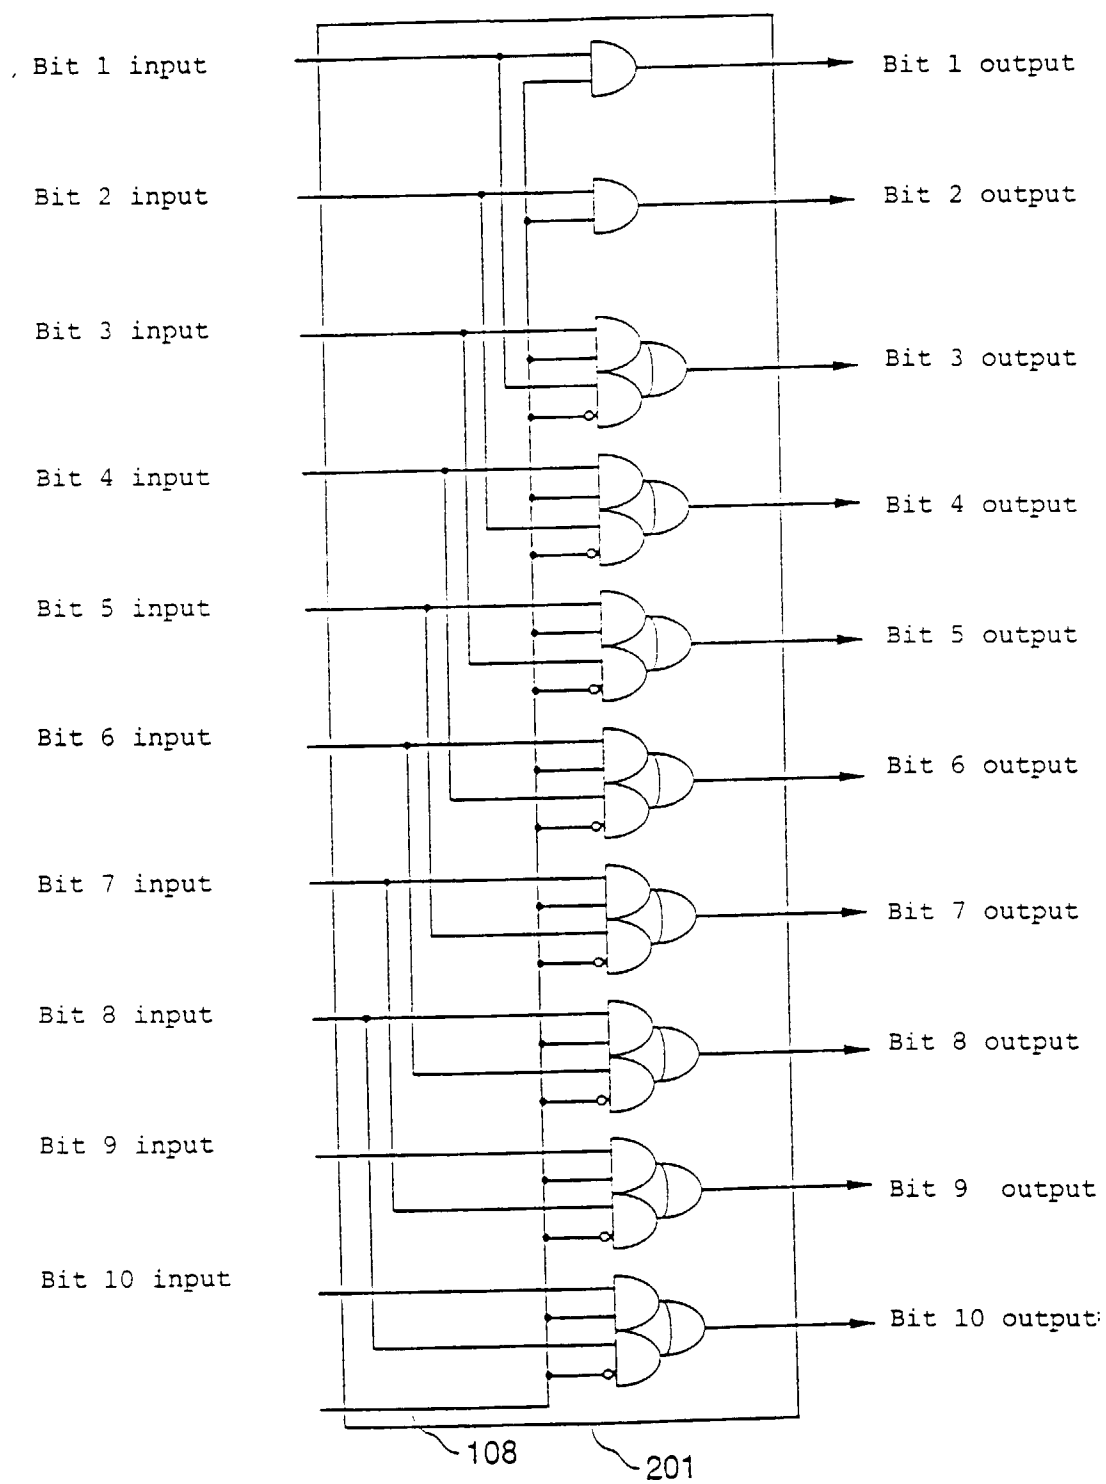 Bit 1 input
Bit 1 output
Bit 2 input
Bit 2 output
Bit 3 input
Bit 3 output
Bit 4 input
Bit 4 output
Bit 5 input
Bit 5 output
Bit 6 input
Bit 6 output
Bit 7 input
Bit 7 output
Bit 8 input
Bit 8 output
Bit 9 input
Bit 9 output
Bit 10 input
Bit 10 output
108
201